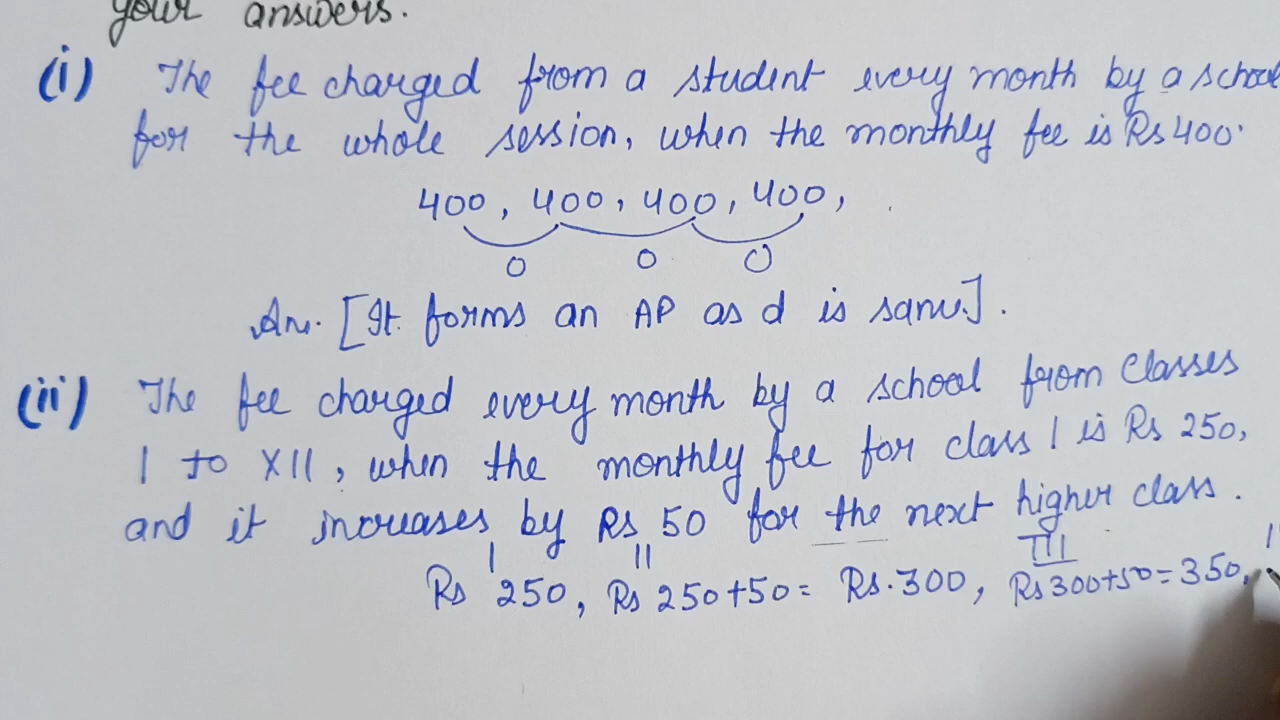 your answers.
(i) The fee charged from a student every month by a school
for the whole session, when the monthly fee is Rs 400.
400, 400, 400, 400,
0 0 0
Ans. [It forms an AP as d is same].
(ii) The fee charged every month by a school from Classes
I to XII, when the monthly fee for class I is Rs 250,
and it increases by Rs 50 for the next higher class.
I II III I
Rs 250, Rs 250+50= Rs. 300, Rs 300+50=350,